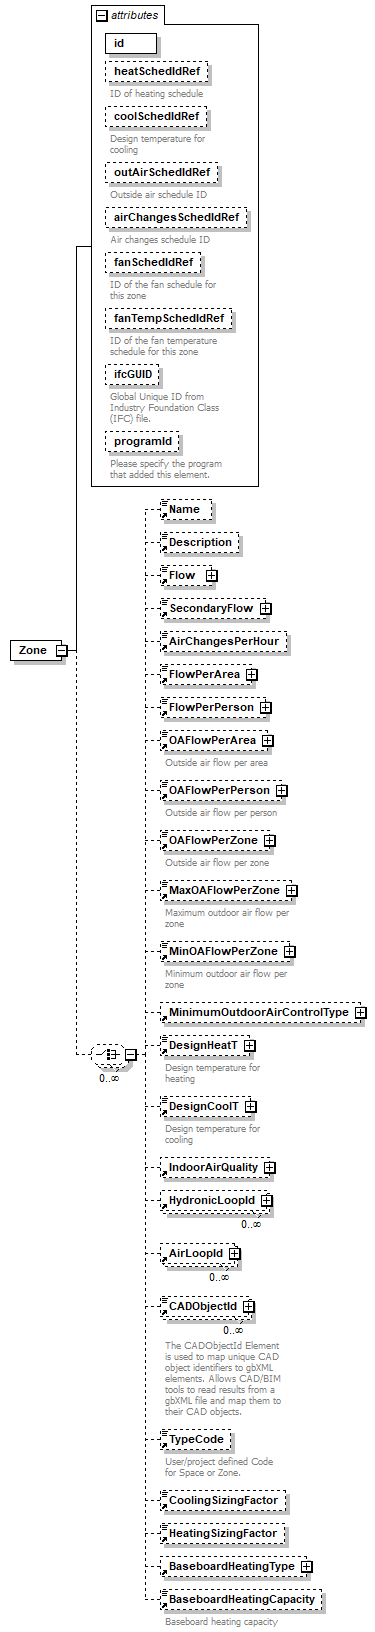 attributes
id
heatSchedIdRef
ID of heating schedule
coolSchedIdRef
Design temperature for
cooling
outAirSchedIdRef
Outside air schedule ID
airChangesSchedIdRef
Air changes schedule ID
fanSchedIdRef
ID of the fan schedule for
this zone
fanTempSchedIdRef
ID of the fan temperature
schedule for this zone
ifcGUID
Global Unique ID from
Industry Foundation Class
(IFC) file.
programId
Please specify the program
that added this element.
Zone
0..∞
Name
Description
Flow
SecondaryFlow
AirChangesPerHour
FlowPerArea
FlowPerPerson
OAFlowPerArea
Outside air flow per area
OAFlowPerPerson
Outside air flow per person
OAFlowPerZone
Outside air flow per zone
MaxOAFlowPerZone
Maximum outdoor air flow per
zone
MinOAFlowPerZone
Minimum outdoor air flow per
zone
MinimumOutdoorAirControlType
DesignHeatT
Design temperature for
heating
DesignCoolT
Design temperature for
cooling
IndoorAirQuality
HydronicLoopId
0..∞
AirLoopId
0..∞
CADObjectId
0..∞
The CADObjectId Element
is used to map unique CAD
object identifiers to gbXML
elements. Allows CAD/BIM
tools to read results from a
gbXML file and map them to
their CAD objects.
TypeCode
User/project defined Code
for Space or Zone.
CoolingSizingFactor
HeatingSizingFactor
BaseboardHeatingType
BaseboardHeatingCapacity
Baseboard heating capacity